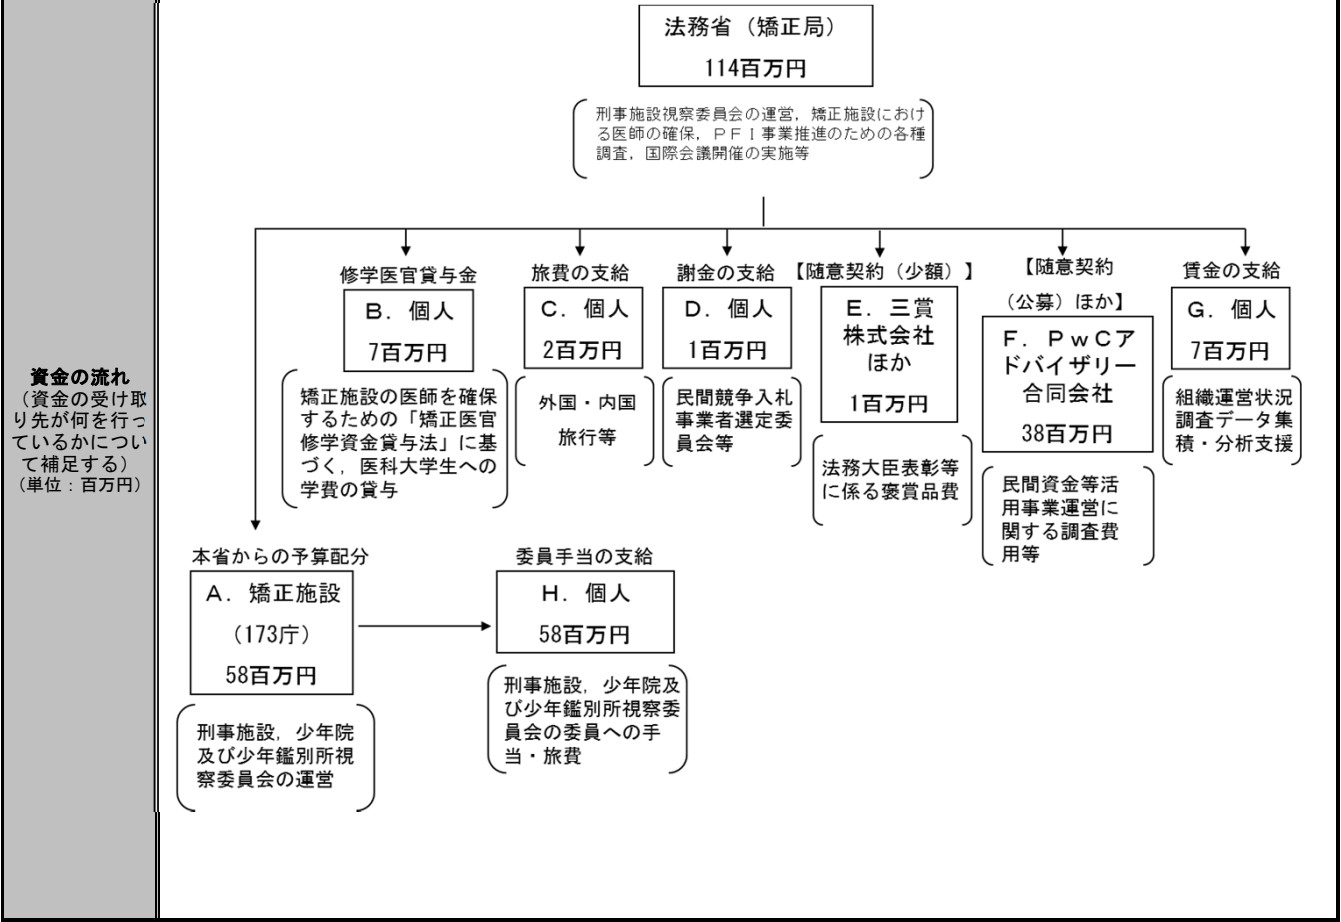 法務省（矯正局）
114百万円
刑事施設視察委員会の運営，矯正施設におけ
る医師の確保，ＰＦＩ事業推進のための各種
調査，国際会議開催の実施等
修学医官貸与金
Ｂ．個人
7百万円
矯正施設の医師を確保
するための「矯正医官
修学資金貸与法」に基
づく，医科大学生への
学費の貸与
旅費の支給
Ｃ．個人
2百万円
外国・内国
旅行等
謝金の支給
Ｄ．個人
1百万円
民間競争入札
事業者選定委
員会等
【随意契約（少額）】
Ｅ．三賞
株式会社
ほか
1百万円
法務大臣表彰等
に係る褒賞品費
【随意契約
（公募）ほか】
Ｆ．ＰｗＣア
ドバイザリー
合同会社
38百万円
民間資金等活
用事業運営に
関する調査費
用等
賃金の支給
Ｇ．個人
7百万円
組織運営状況
調査データ集
積・分析支援
資金の流れ
（資金の受け取
り先が何を行っ
ているかについ
て補足する）
（単位：百万円）
本省からの予算配分
Ａ．矯正施設
（173庁）
58百万円
刑事施設，少年院
及び少年鑑別所視
察委員会の運営
委員手当の支給
Ｈ．個人
58百万円
刑事施設，少年院及
び少年鑑別所視察委
員会の委員への手
当・旅費